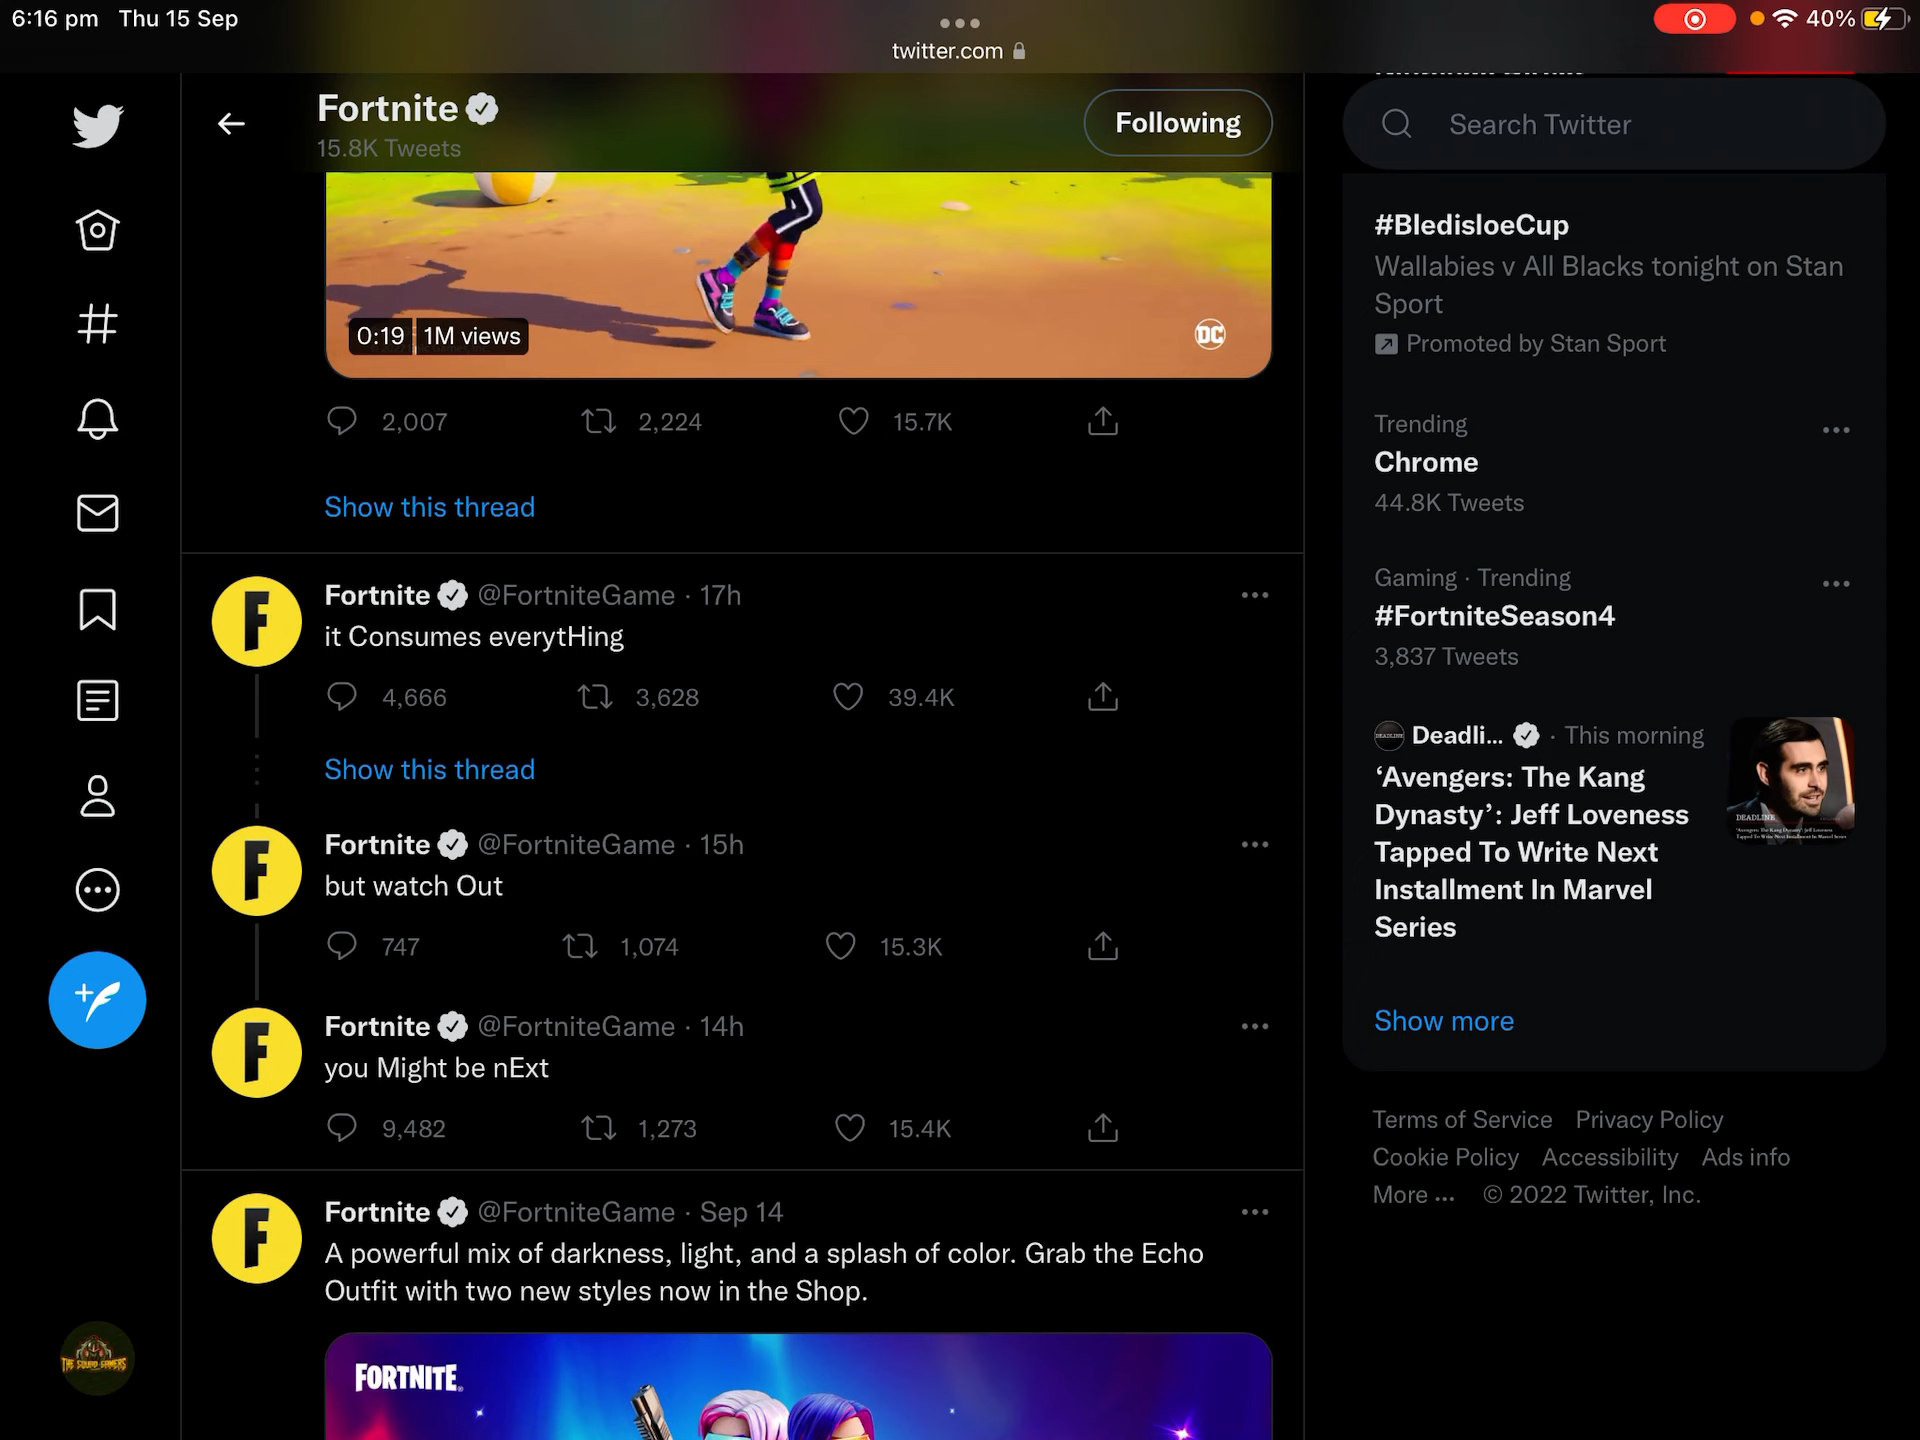 6:16 pm Thu 15 Sep
twitter.com
40%
Fortnite
15.8K Tweets
Following
Search Twitter
0:19 1M views
DC
2,007 2,224 15.7K
Show this thread
Fortnite @FortniteGame · 17h
it Consumes everytHing
4,666 3,628 39.4K
Show this thread
Fortnite @FortniteGame · 15h
but watch Out
747 1,074 15.3K
Fortnite @FortniteGame · 14h
you Might be nExt
9,482 1,273 15.4K
Fortnite @FortniteGame · Sep 14
A powerful mix of darkness, light, and a splash of color. Grab the Echo
Outfit with two new styles now in the Shop.
FORTNITE
#BledisloeCup
Wallabies v All Blacks tonight on Stan
Sport
Promoted by Stan Sport
Trending
Chrome
44.8K Tweets
Gaming · Trending
#FortniteSeason4
3,837 Tweets
Deadli... · This morning
‘Avengers: The Kang
Dynasty’: Jeff Loveness
Tapped To Write Next
Installment In Marvel
Series
DEADLINE
Show more
Terms of Service Privacy Policy
Cookie Policy Accessibility Ads info
More ... © 2022 Twitter, Inc.
THE SQUAD GAMERS